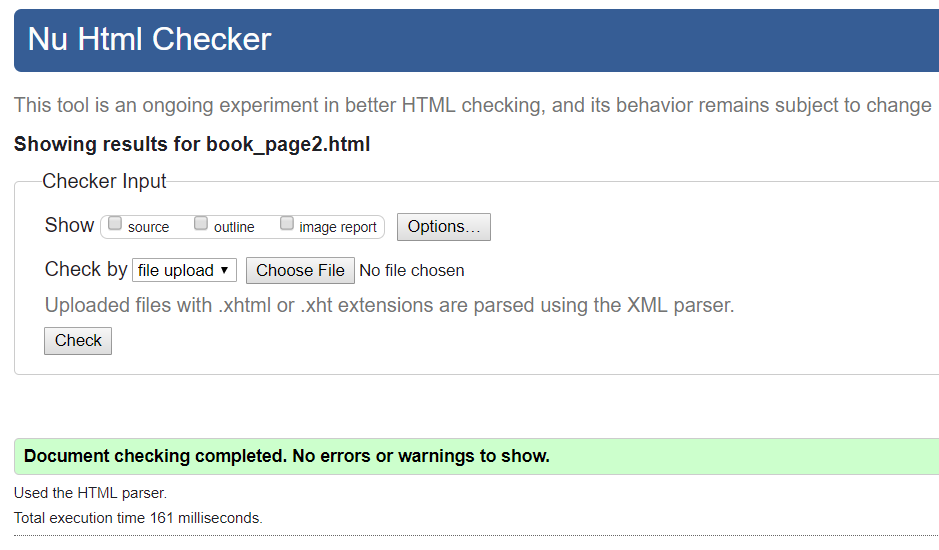 Nu Html Checker
This tool is an ongoing experiment in better HTML checking, and its behavior remains subject to change
Showing results for book_page2.html
Checker Input
Show source outline image report Options…
Check by file upload ▼ Choose File No file chosen
Uploaded files with .xhtml or .xht extensions are parsed using the XML parser.
Check
Document checking completed. No errors or warnings to show.
Used the HTML parser.
Total execution time 161 milliseconds.